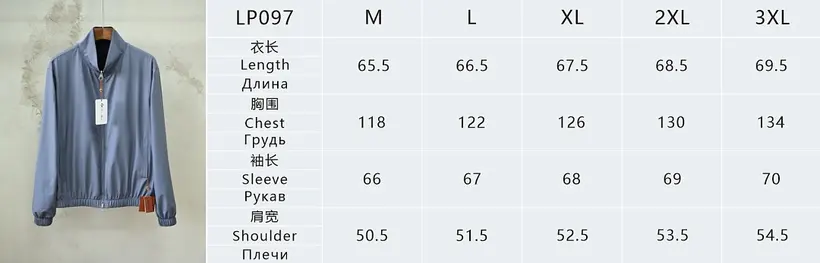 LP097 M L XL 2XL 3XL
衣长
Length 65.5 66.5 67.5 68.5 69.5
Длина
胸围
Chest 118 122 126 130 134
Грудь
袖长
Sleeve 66 67 68 69 70
Рукав
肩宽
Shoulder 50.5 51.5 52.5 53.5 54.5
Плечи